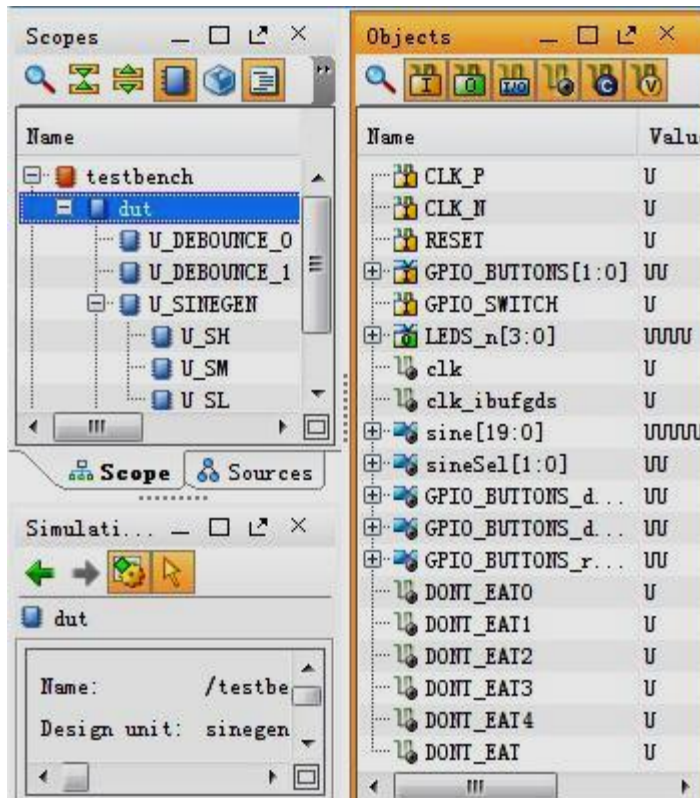 Scopes
Name
testbench
dut
U_DEBOUNCE_0
U_DEBOUNCE_1
U_SINEGEN
U_SH
U_SM
U_SL
Scope
Sources
Simulati...
dut
Name: /testbe
Design unit: sinegen
Objects
I O I/O C V
Name Valu
CLK_P U
CLK_N U
RESET U
GPIO_BUTTONS[1:0] UU
GPIO_SWITCH U
LEDS_n[3:0] UUUU
clk U
clk_ibufgds U
sine[19:0] UUUUU
sineSel[1:0] UU
GPIO_BUTTONS_d... UU
GPIO_BUTTONS_d... UU
GPIO_BUTTONS_r... UU
DONT_EAT0 U
DONT_EAT1 U
DONT_EAT2 U
DONT_EAT3 U
DONT_EAT4 U
DONT_EAT U